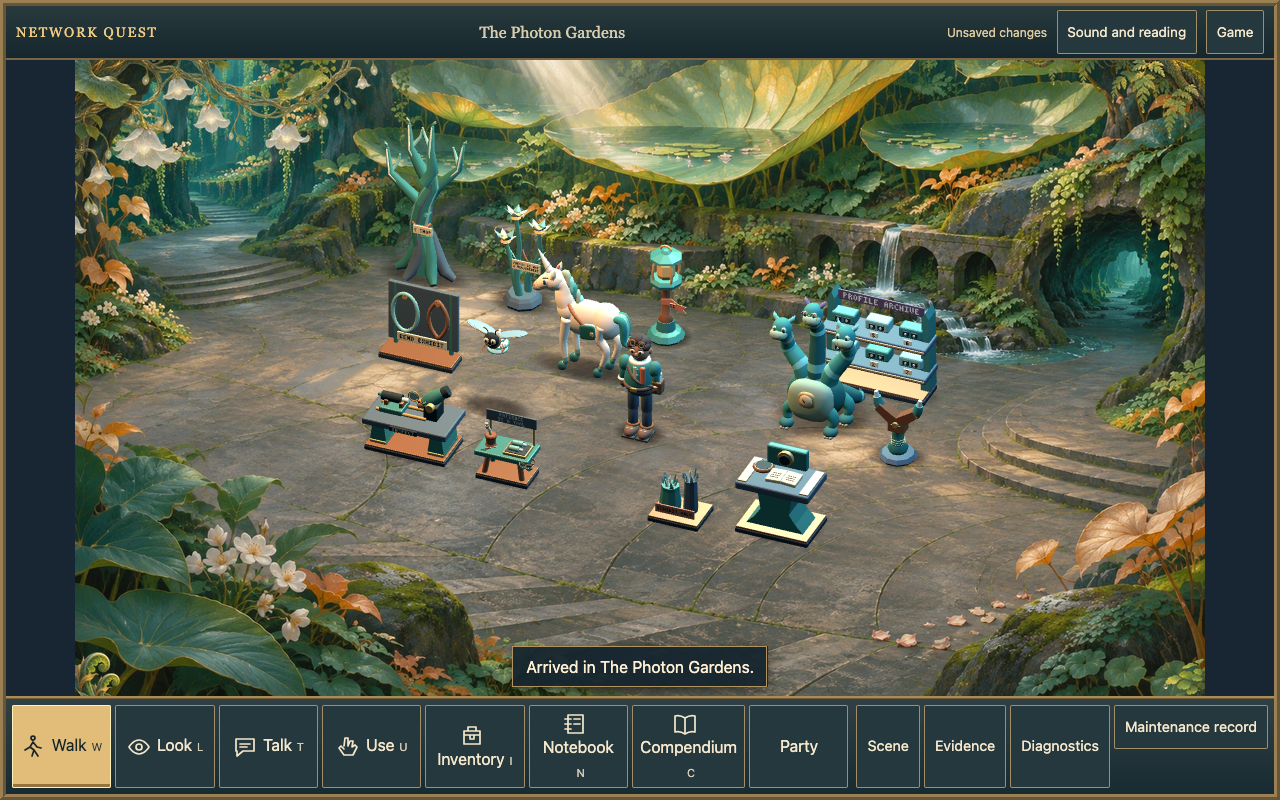 NETWORK QUEST
The Photon Gardens
Unsaved changes
Sound and reading
Game
PROFILE ARCHIVE
Arrived in The Photon Gardens.
Walk W
Look L
Talk T
Use U
Inventory I
Notebook
N
Compendium
C
Party
Scene
Evidence
Diagnostics
Maintenance record